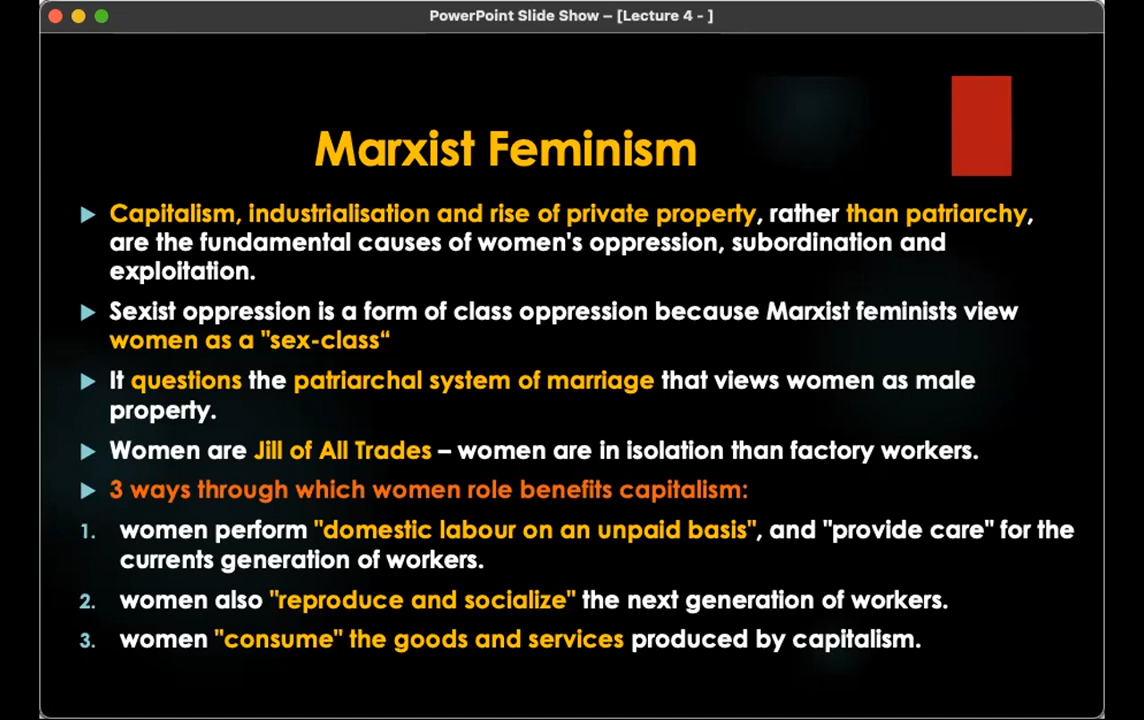 PowerPoint Slide Show – [Lecture 4 - ]
Marxist Feminism
Capitalism, industrialisation and rise of private property, rather than patriarchy,
are the fundamental causes of women's oppression, subordination and
exploitation.
Sexist oppression is a form of class oppression because Marxist feminists view
women as a "sex-class“
It questions the patriarchal system of marriage that views women as male
property.
Women are Jill of All Trades – women are in isolation than factory workers.
3 ways through which women role benefits capitalism:
1. women perform "domestic labour on an unpaid basis", and "provide care" for the
currents generation of workers.
2. women also "reproduce and socialize" the next generation of workers.
3. women "consume" the goods and services produced by capitalism.